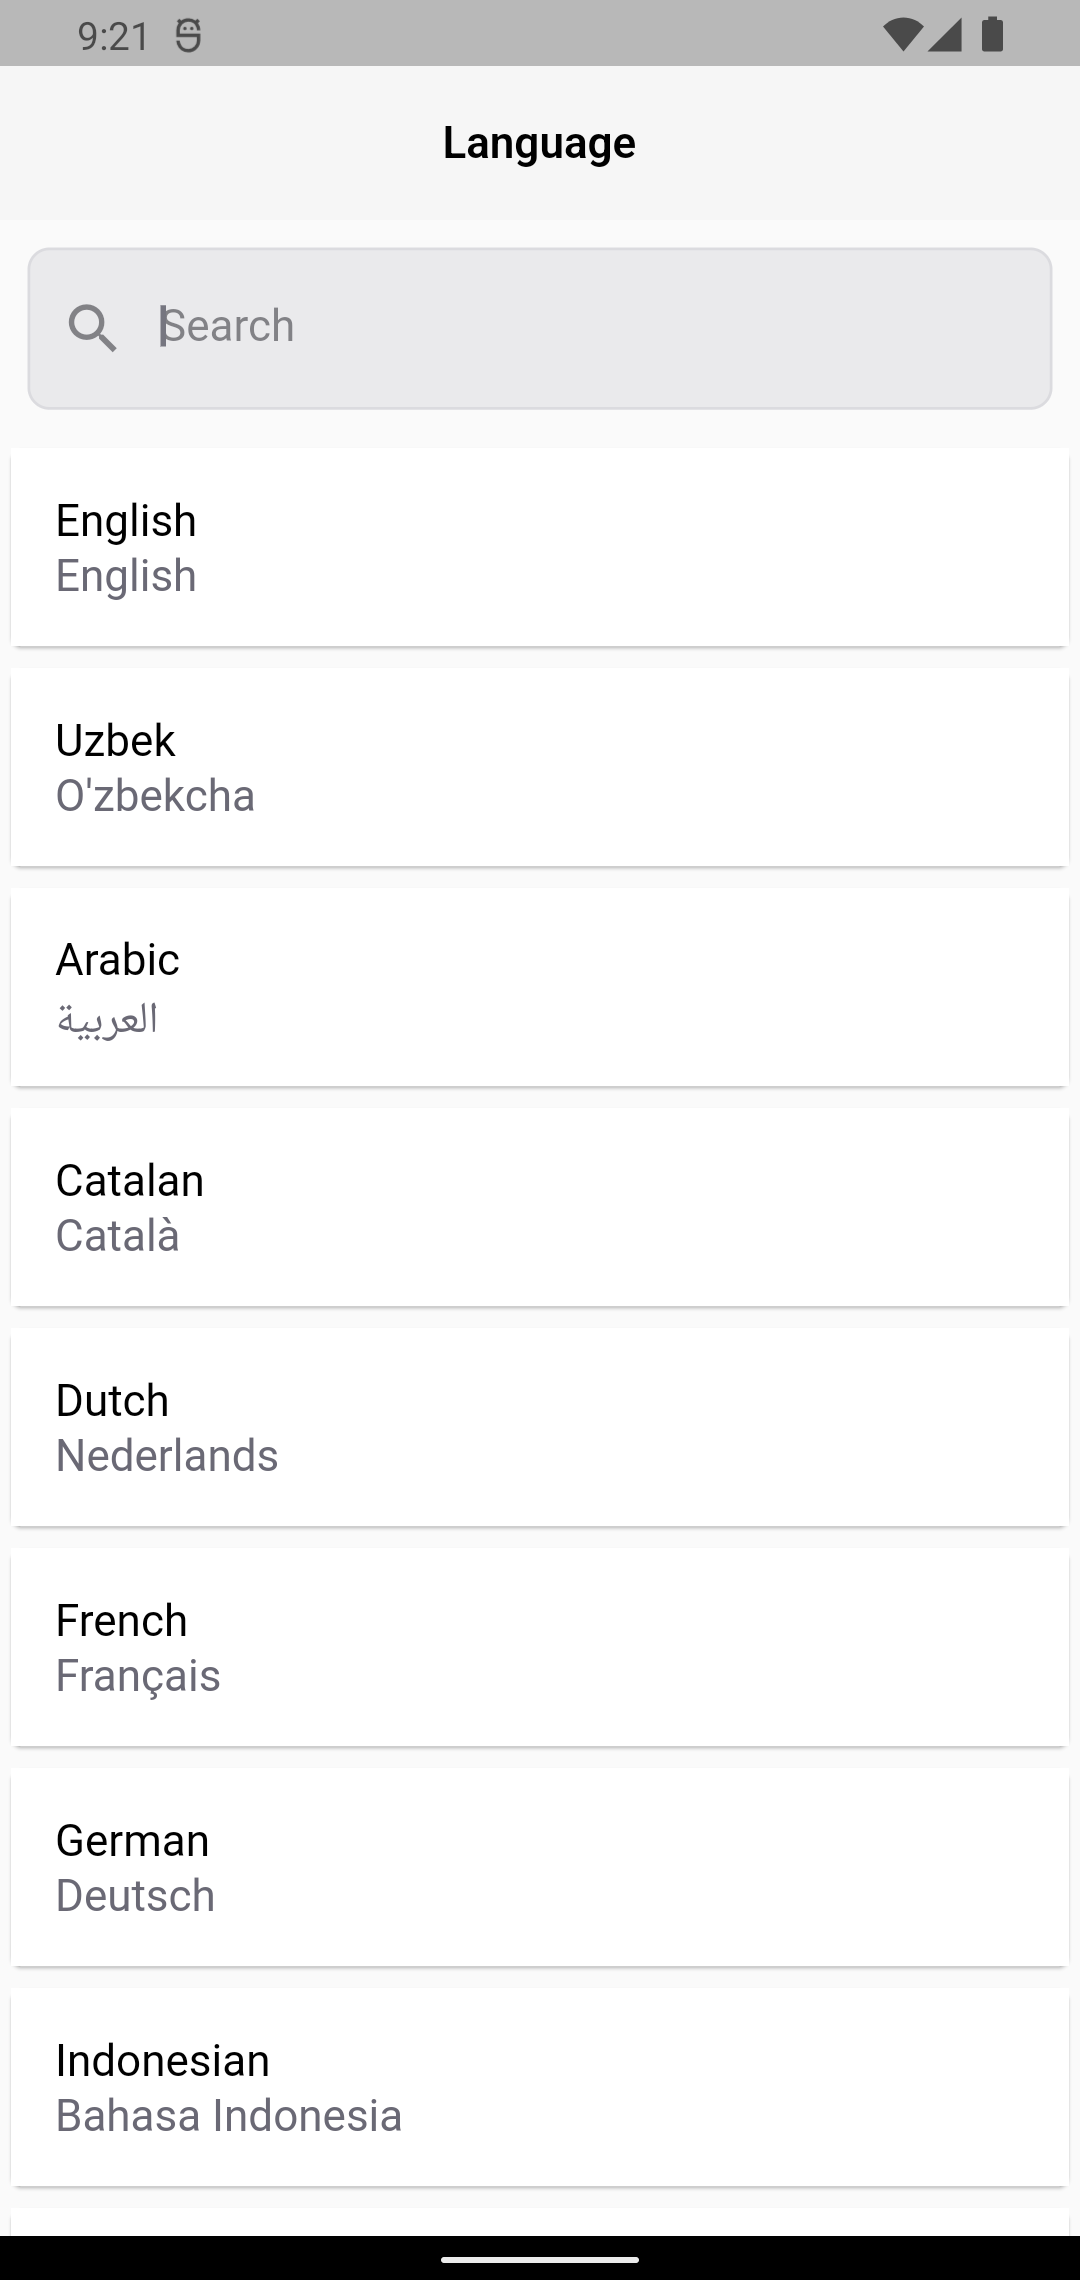 9:21
Language
Search
English
English
Uzbek
O'zbekcha
Arabic
العربية
Catalan
Català
Dutch
Nederlands
French
Français
German
Deutsch
Indonesian
Bahasa Indonesia